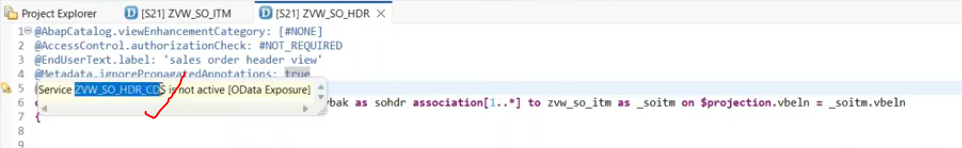 Project Explorer
[S21] ZVW_SO_ITM
[S21] ZVW_SO_HDR
1 @AbapCatalog.viewEnhancementCategory: [#NONE]
2 @AccessControl.authorizationCheck: #NOT_REQUIRED
3 @EndUserText.label: 'sales order header view'
4 @Metadata.ignorePropagatedAnnotations: true
5
Service ZVW_SO_HDR_CDS is not active [OData Exposure]
6 vbak as sohdr association[1..*] to zvw_so_itm as _soitm on $projection.vbeln = _soitm.vbeln
7 {
8
9